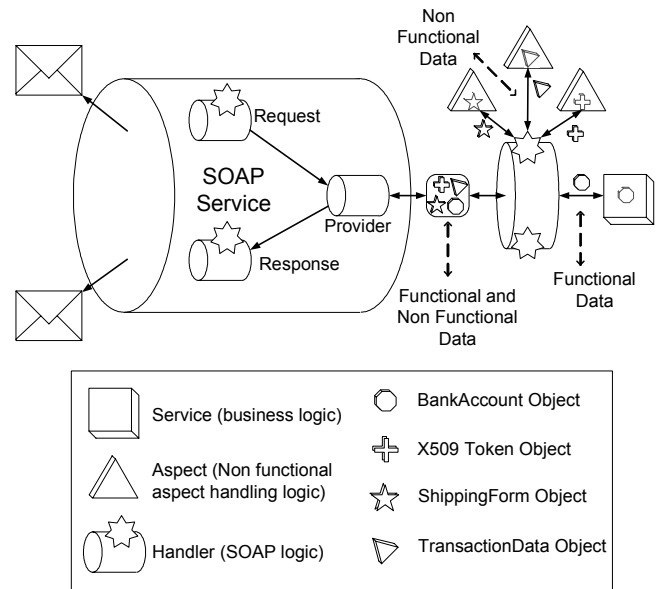 Non
Functional
Data
Request
SOAP
Service
Provider
Response
Functional and
Non Functional
Data
Functional
Data
Service (business logic)
Aspect (Non functional
aspect handling logic)
Handler (SOAP logic)
BankAccount Object
X509 Token Object
ShippingForm Object
TransactionData Object